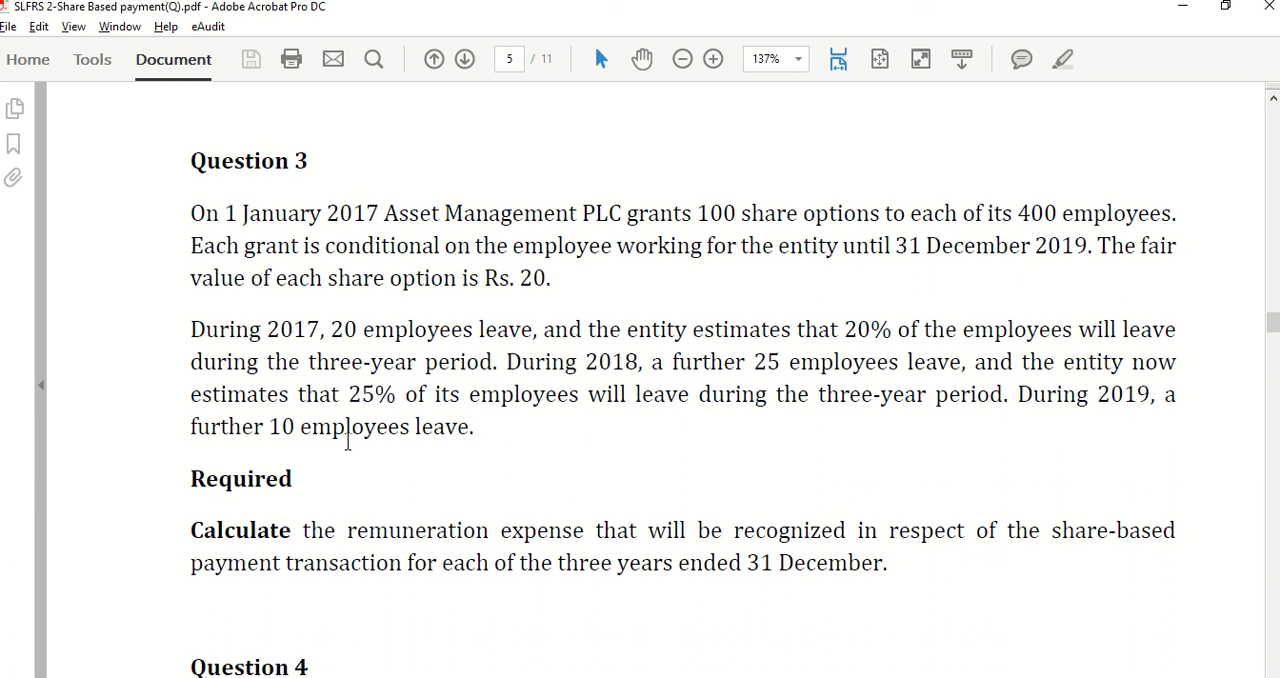 SLFRS 2-Share Based payment(Q).pdf - Adobe Acrobat Pro DC
File Edit View Window Help eAudit
Home Tools Document 5 / 11 137%
Question 3
On 1 January 2017 Asset Management PLC grants 100 share options to each of its 400 employees.
Each grant is conditional on the employee working for the entity until 31 December 2019. The fair
value of each share option is Rs. 20.
During 2017, 20 employees leave, and the entity estimates that 20% of the employees will leave
during the three-year period. During 2018, a further 25 employees leave, and the entity now
estimates that 25% of its employees will leave during the three-year period. During 2019, a
further 10 employees leave.
Required
Calculate the remuneration expense that will be recognized in respect of the share-based
payment transaction for each of the three years ended 31 December.
Question 4